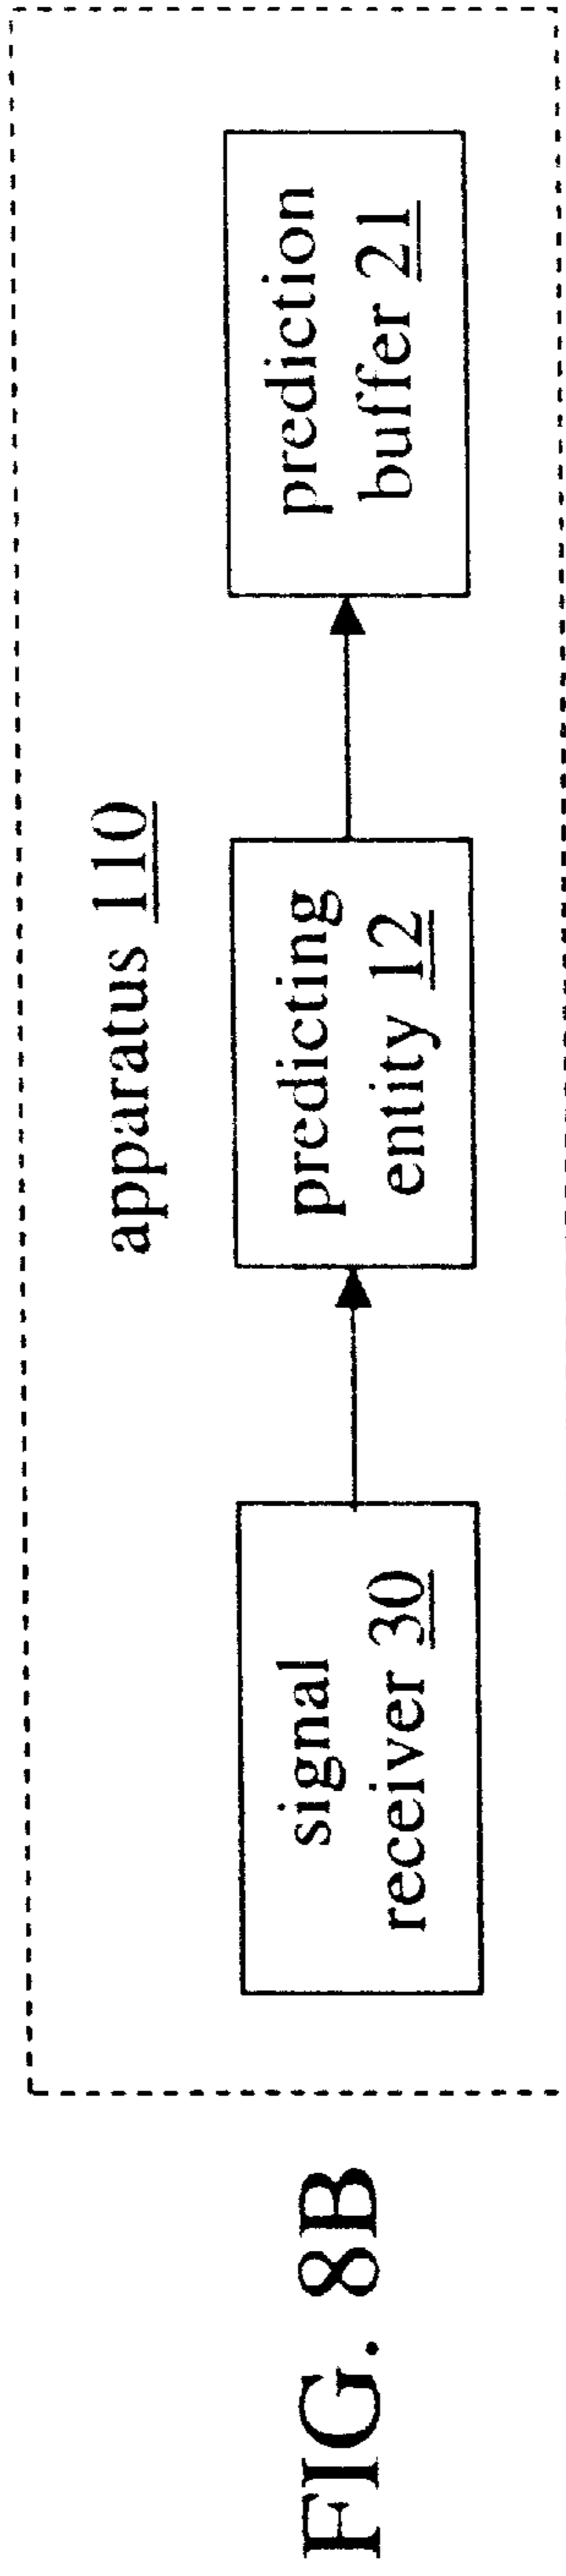 FIG. 8B
apparatus 110
signal
receiver 30
predicting
entity 12
prediction
buffer 21